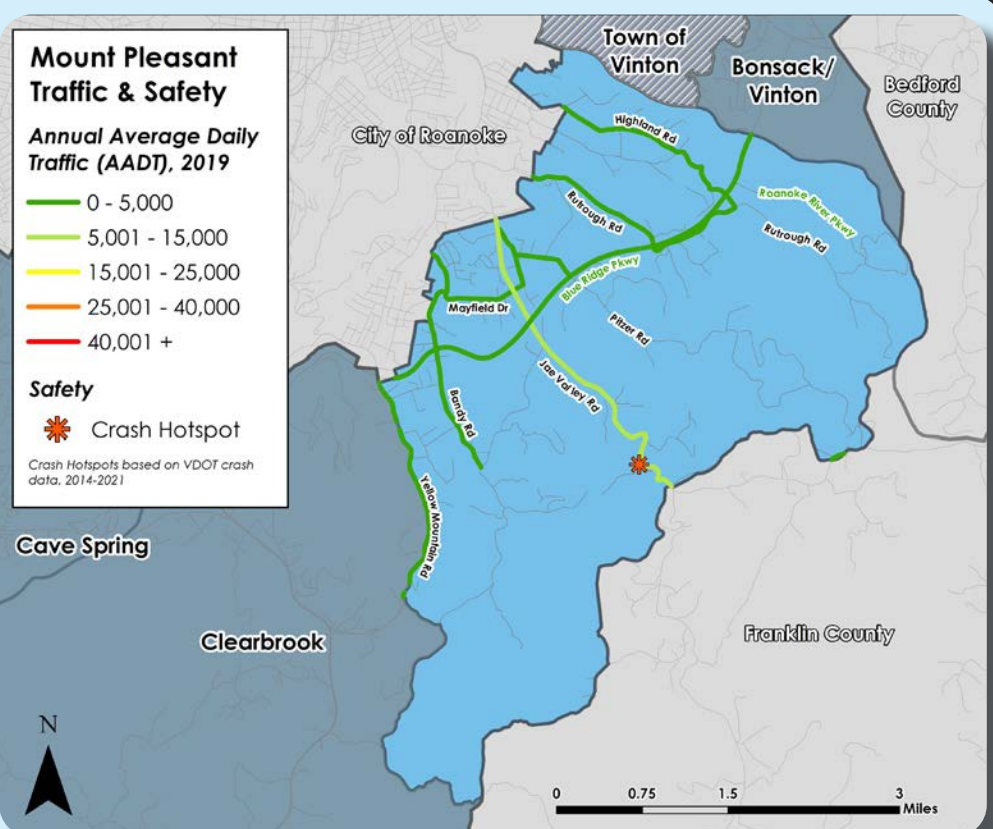 Mount Pleasant
Traffic & Safety
Annual Average Daily
Traffic (AADT), 2019
0 - 5,000
5,001 - 15,000
15,001 - 25,000
25,001 - 40,000
40,001 +
Safety
Crash Hotspot
Crash Hotspots based on VDOT crash
data, 2014-2021
Town of
Vinton
Bonsack/
Vinton
Bedford
County
City of Roanoke
Highland Rd
Rutrough Rd
Roanoke River Pkwy
Rutrough Rd
Blue Ridge Pkwy
Mayfield Dr
Pitzer Rd
Jae Valley Rd
Bandy Rd
Yellow Mountain Rd
Cave Spring
Clearbrook
Franklin County
N
0 0.75 1.5 3
Miles